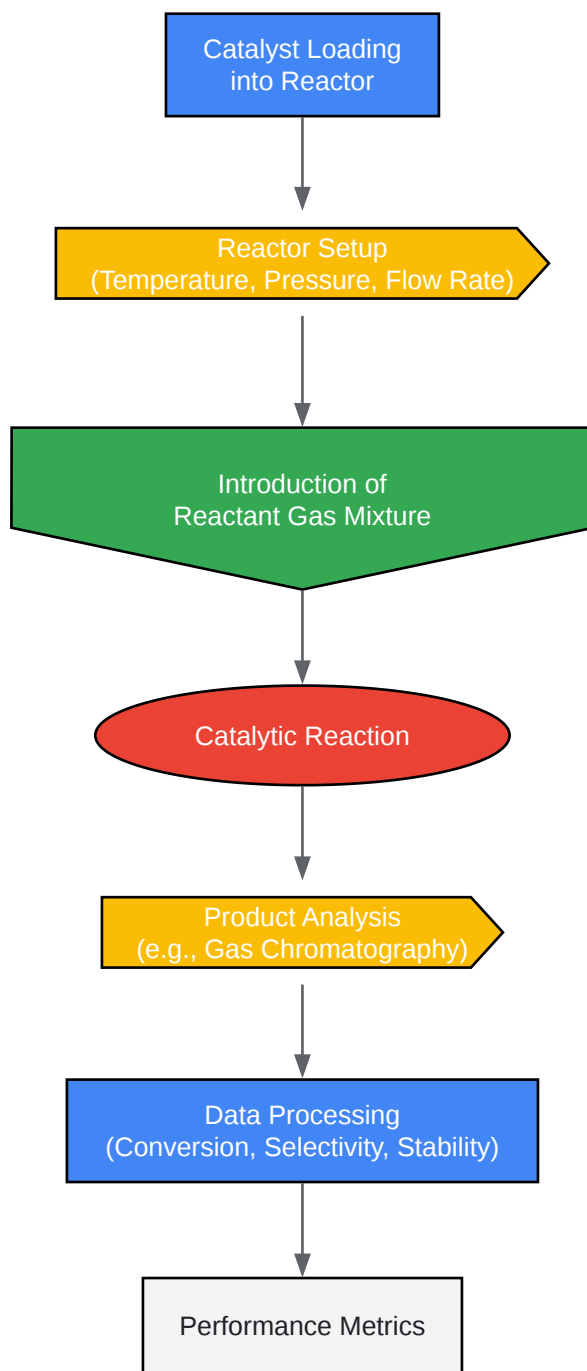 Catalyst Loading
into Reactor
Reactor Setup
(Temperature, Pressure, Flow Rate)
Introduction of
Reactant Gas Mixture
Catalytic Reaction
Product Analysis
(e.g., Gas Chromatography)
Data Processing
(Conversion, Selectivity, Stability)
Performance Metrics